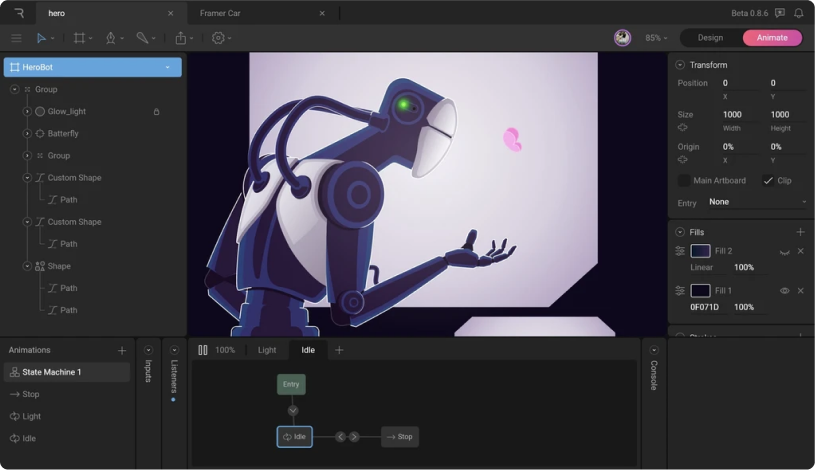 hero
Framer Car
Beta 0.8.6
85%
Design
Animate
HeroBot
Group
Glow_light
Batterfly
Group
Custom Shape
Path
Custom Shape
Path
Shape
Path
Path
Transform
Position 0 0
X Y
Size 1000 1000
Width Height
Origin 0% 0%
X Y
Main Artboard Clip
Entry None
Fills
Fill 2
Linear 100%
Fill 1
0F071D 100%
Animations
State Machine 1
Stop
Light
Idle
Inputs
Listeners
100% Light Idle
Entry
Idle
Stop
Console